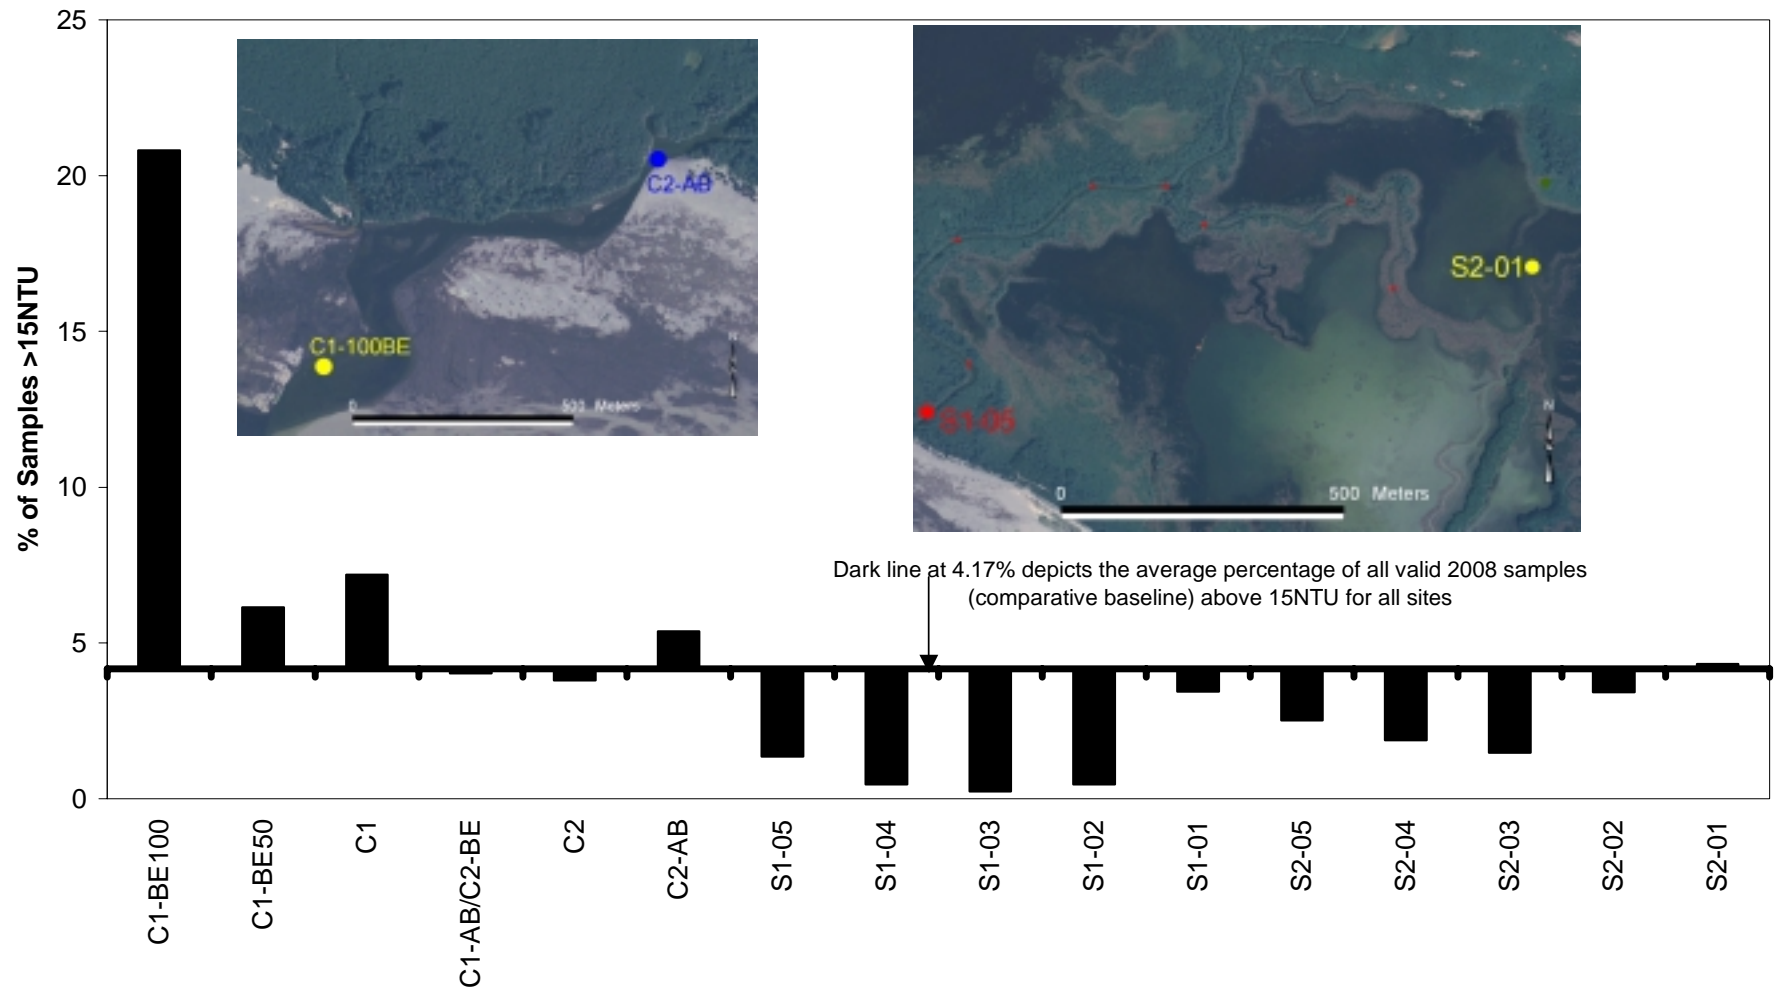 % of Samples >15NTU
25
20
15
10
5
0
C2-AB
C1-100BE
0 500 Meters
N
S2-01
S1-05
N
0 500 Meters
Dark line at 4.17% depicts the average percentage of all valid 2008 samples
(comparative baseline) above 15NTU for all sites
C1-BE100
C1-BE50
C1
C1-AB/C2-BE
C2
C2-AB
S1-05
S1-04
S1-03
S1-02
S1-01
S2-05
S2-04
S2-03
S2-02
S2-01